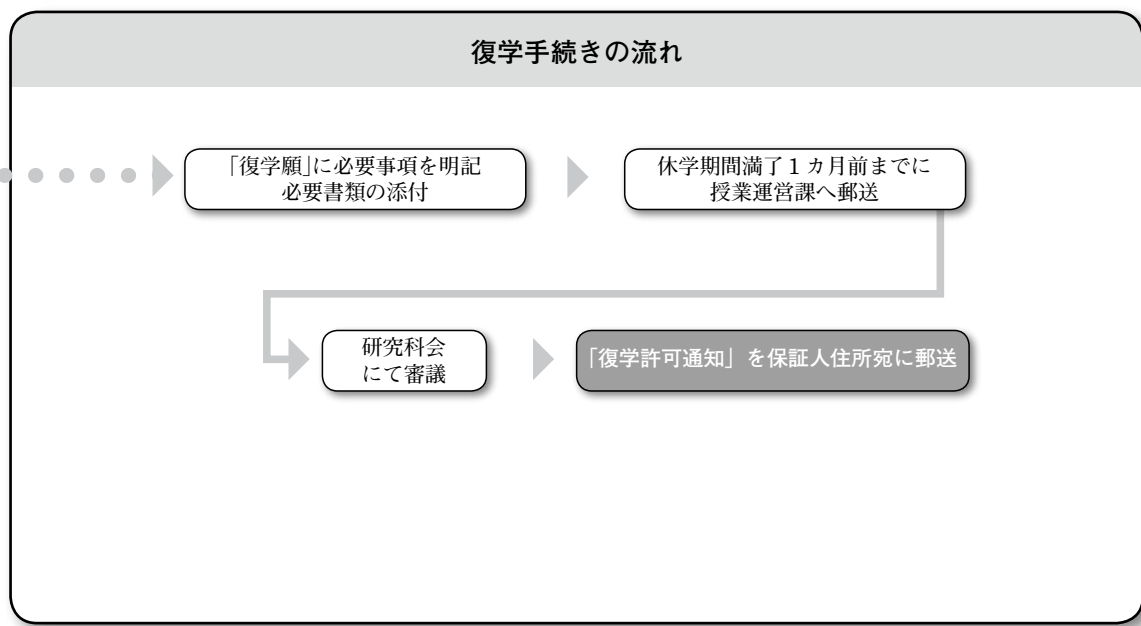 復学手続きの流れ
「復学願」に必要事項を明記
必要書類の添付
休学期間満了１カ月前までに
授業運営課へ郵送
研究科会
にて審議
「復学許可通知」を保証人住所宛に郵送